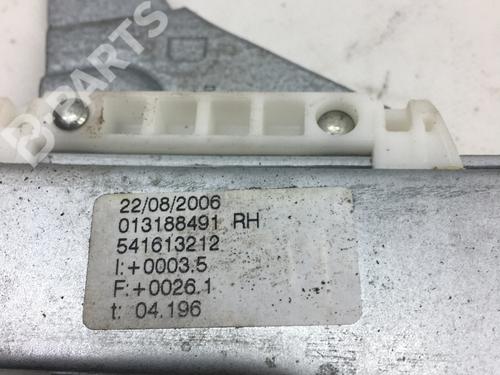 B-PARTS
22/08/2006
013188491 RH
541613212
I:+0003.5
F:+0026.1
t: 04.196